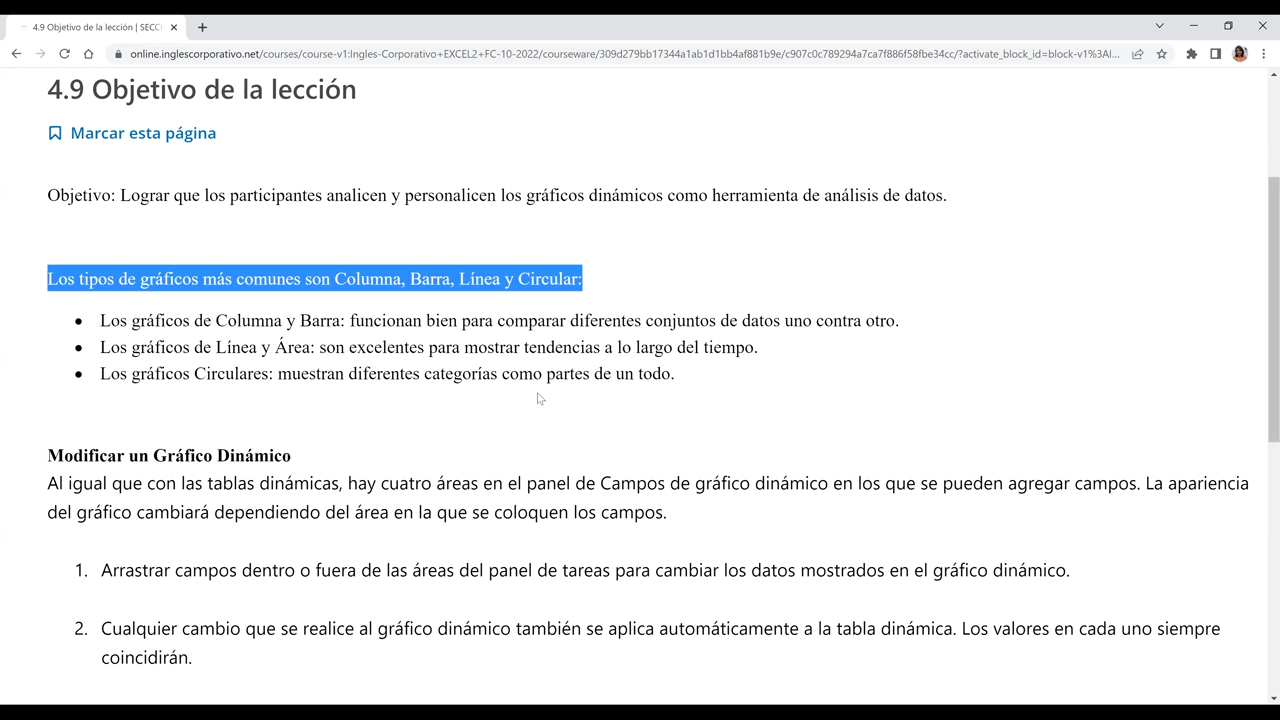 4.9 Objetivo de la lección | SECCI
online.inglescorporativo.net/courses/course-v1:Ingles-Corporativo+EXCEL2+FC-10-2022/courseware/309d279bb17344a1ab1d1bb4af881b9e/c907c0c789294a7ca7f886f58fbe34cc/?activate_block_id=block-v1%3Al...
4.9 Objetivo de la lección
Marcar esta página
Objetivo: Lograr que los participantes analicen y personalicen los gráficos dinámicos como herramienta de análisis de datos.
Los tipos de gráficos más comunes son Columna, Barra, Línea y Circular:
• Los gráficos de Columna y Barra: funcionan bien para comparar diferentes conjuntos de datos uno contra otro.
• Los gráficos de Línea y Área: son excelentes para mostrar tendencias a lo largo del tiempo.
• Los gráficos Circulares: muestran diferentes categorías como partes de un todo.
Modificar un Gráfico Dinámico
Al igual que con las tablas dinámicas, hay cuatro áreas en el panel de Campos de gráfico dinámico en los que se pueden agregar campos. La apariencia
del gráfico cambiará dependiendo del área en la que se coloquen los campos.
1. Arrastrar campos dentro o fuera de las áreas del panel de tareas para cambiar los datos mostrados en el gráfico dinámico.
2. Cualquier cambio que se realice al gráfico dinámico también se aplica automáticamente a la tabla dinámica. Los valores en cada uno siempre
coincidirán.